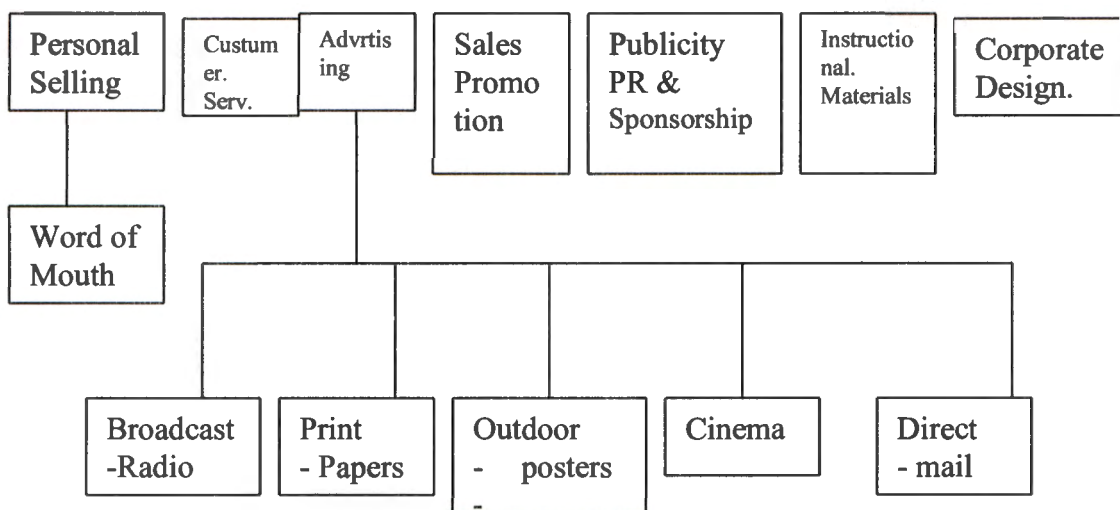 Personal
Selling
Custum
er.
Serv.
Advrtis
ing
Sales
Promo
tion
Publicity
PR &
Sponsorship
Instructio
nal.
Materials
Corporate
Design.
Word of
Mouth
Broadcast
-Radio
Print
- Papers
Outdoor
- posters
-
Cinema
Direct
- mail